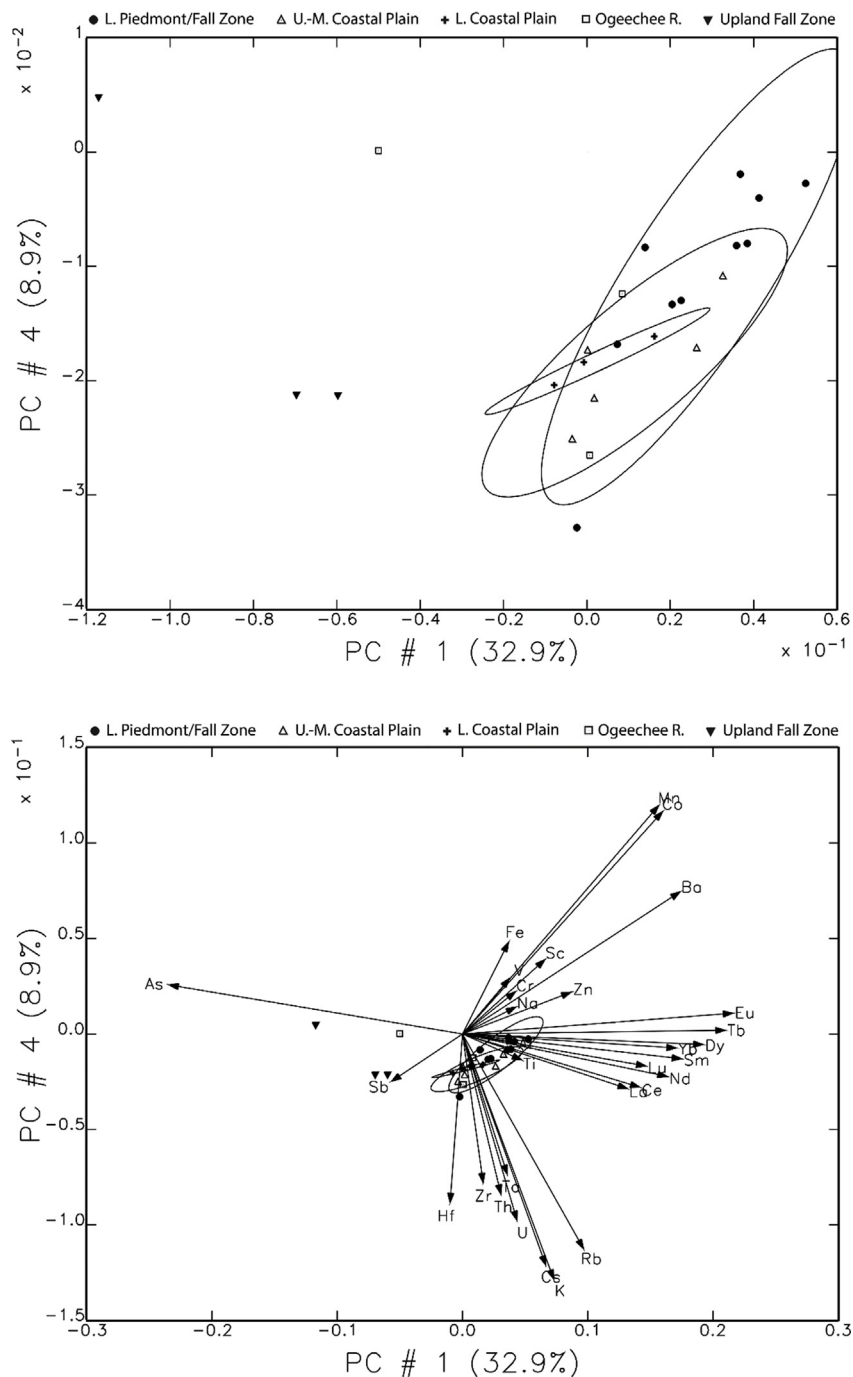 ● L. Piedmont/Fall Zone △ U.-M. Coastal Plain + L. Coastal Plain □ Ogeechee R. ▼ Upland Fall Zone
x 10⁻²
1
0
-1
-2
-3
-4
PC # 4 (8.9%)
-1.2 -1.0 -0.8 -0.6 -0.4 -0.2 0.0 0.2 0.4 0.6
PC # 1 (32.9%) x 10⁻¹
● L. Piedmont/Fall Zone △ U.-M. Coastal Plain + L. Coastal Plain □ Ogeechee R. ▼ Upland Fall Zone
x 10⁻¹
1.5
1.0
0.5
0.0
-0.5
-1.0
-1.5
PC # 4 (8.9%)
Mn
Co
Ba
Fe
Sc
V
Cr
Zn
Na
As
Eu
Tb
Dy
Yb
Sm
Ti
Lu
Nd
Sb
La
Ce
Ta
Zr
Th
Hf
U
Rb
Cs
K
-0.3 -0.2 -0.1 0.0 0.1 0.2 0.3
PC # 1 (32.9%)